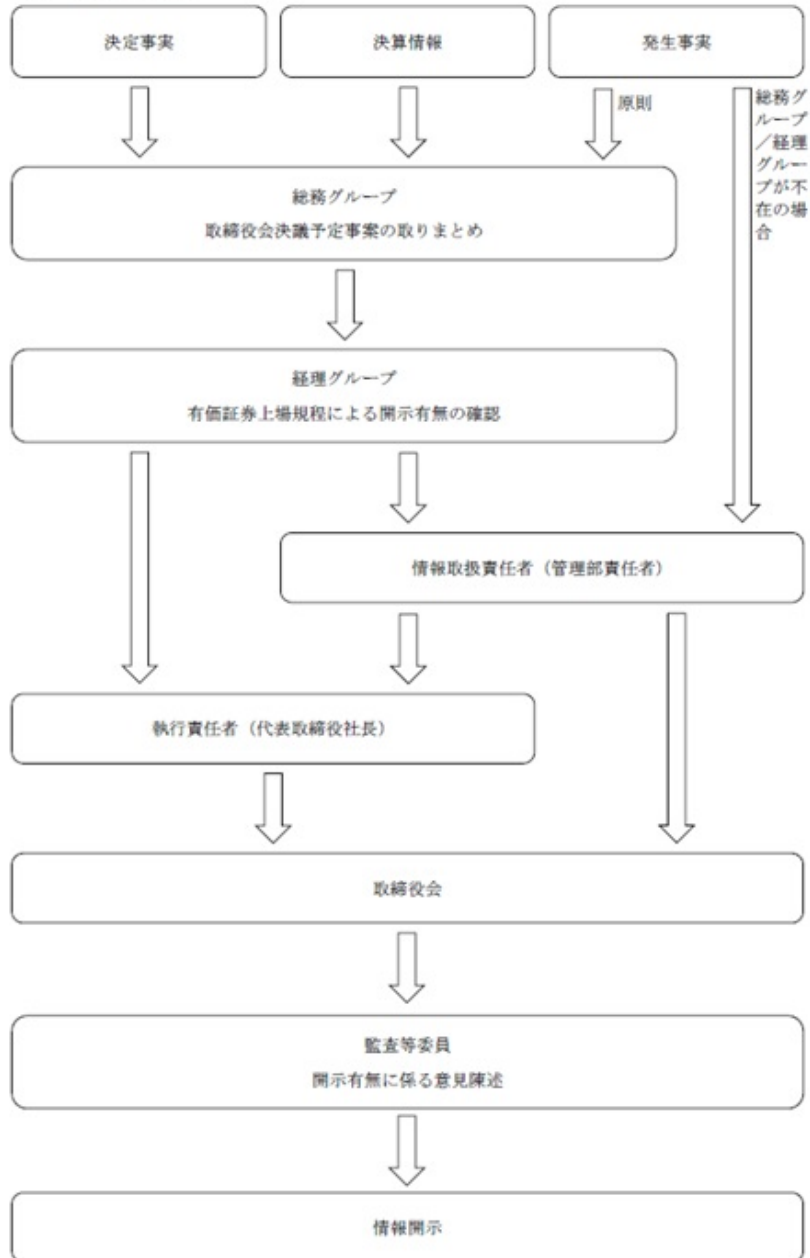 決定事実
決算情報
発生事実
原則
総務グ
ループ
／経理
グルー
プが不
在の場
合
総務グループ
取締役会決議予定事案の取りまとめ
経理グループ
有価証券上場規程による開示有無の確認
情報取扱責任者（管理部責任者）
執行責任者（代表取締役社長）
取締役会
監査等委員
開示有無に係る意見陳述
情報開示